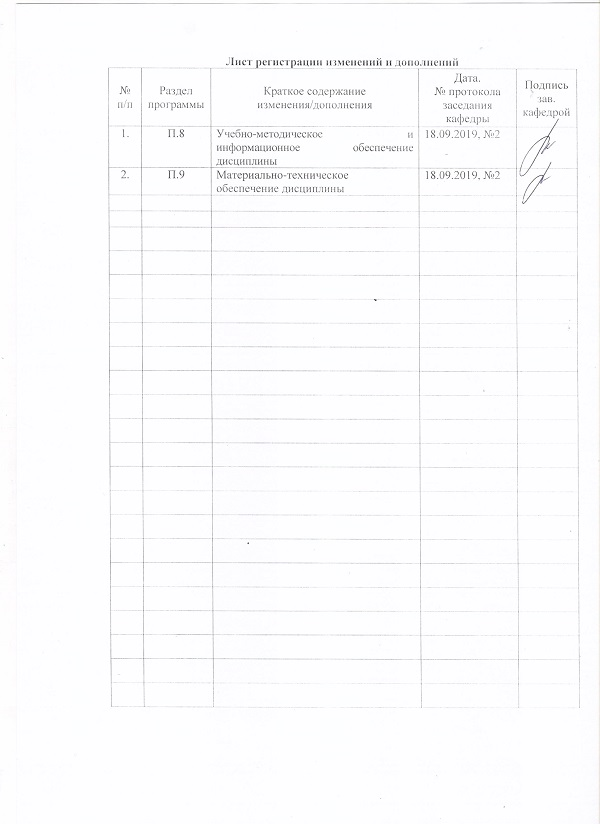 Лист регистрации изменений и дополнений
№ п/п
Раздел программы
Краткое содержание изменения/дополнения
Дата. № протокола заседания кафедры
Подпись зав. кафедрой
1. П.8 Учебно-методическое и 18.09.2019, №2
информационное обеспечение
дисциплины
2. П.9 Материально-техническое 18.09.2019, №2
обеспечение дисциплины